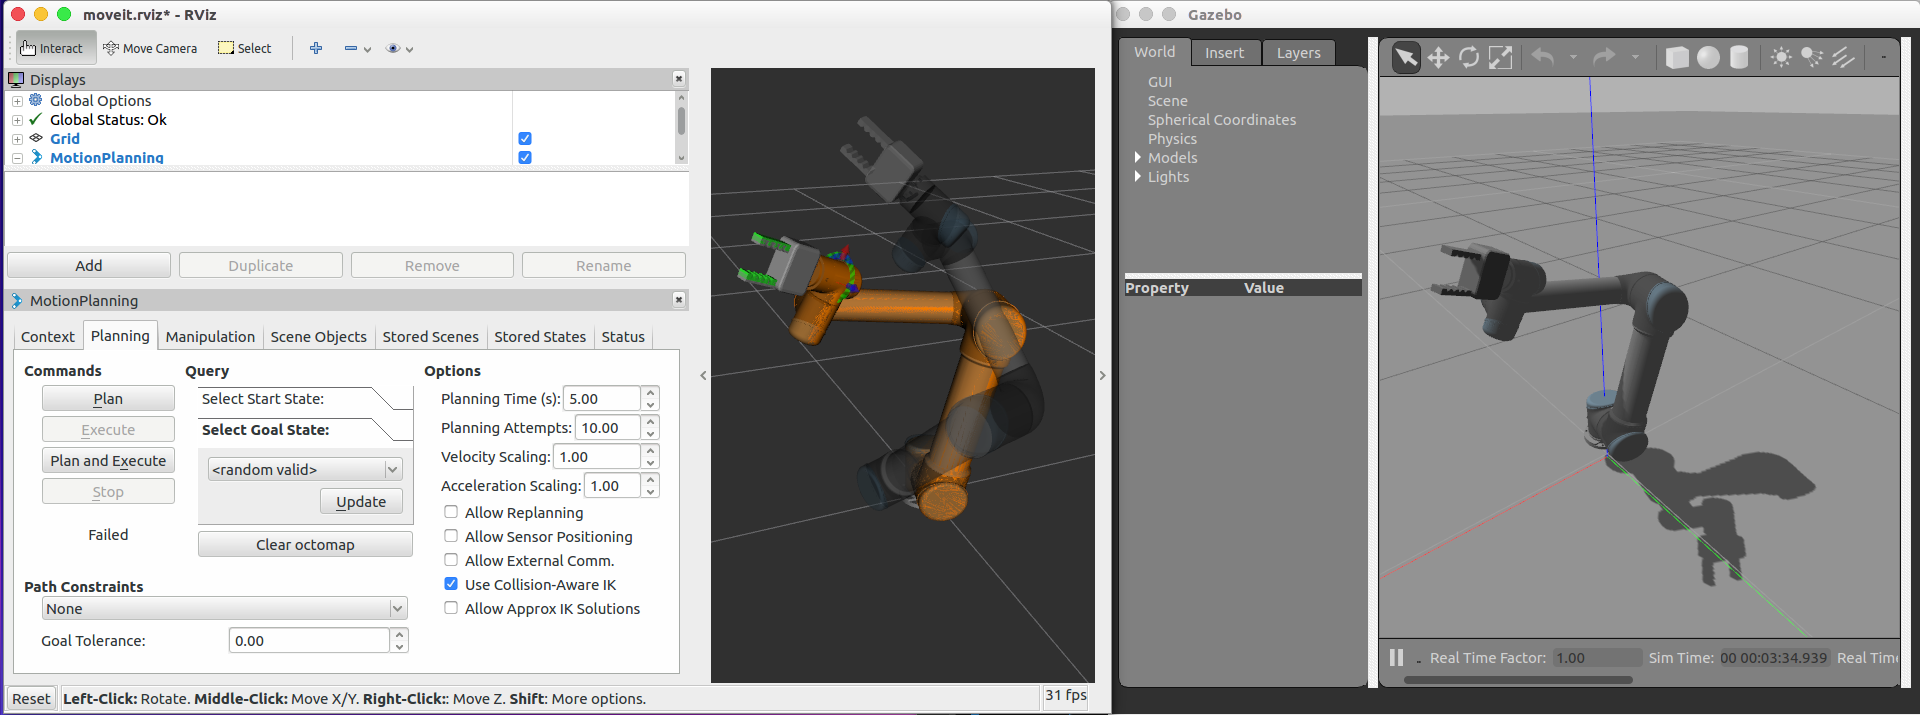 moveit.rviz* - RViz
Interact Move Camera Select
Displays
Global Options
Global Status: Ok
Grid
MotionPlanning
Add Duplicate Remove Rename
MotionPlanning
Context Planning Manipulation Scene Objects Stored Scenes Stored States Status
Commands
Plan
Execute
Plan and Execute
Stop
Failed
Query
Select Start State:
Select Goal State:
<random valid>
Update
Clear octomap
Options
Planning Time (s): 5.00
Planning Attempts: 10.00
Velocity Scaling: 1.00
Acceleration Scaling: 1.00
Allow Replanning
Allow Sensor Positioning
Allow External Comm.
Use Collision-Aware IK
Allow Approx IK Solutions
Path Constraints
None
Goal Tolerance: 0.00
Reset Left-Click: Rotate. Middle-Click: Move X/Y. Right-Click:: Move Z. Shift: More options. 31 fps
Gazebo
World Insert Layers
GUI
Scene
Spherical Coordinates
Physics
Models
Lights
Property Value
Real Time Factor: 1.00 Sim Time: 00 00:03:34.939 Real Tim